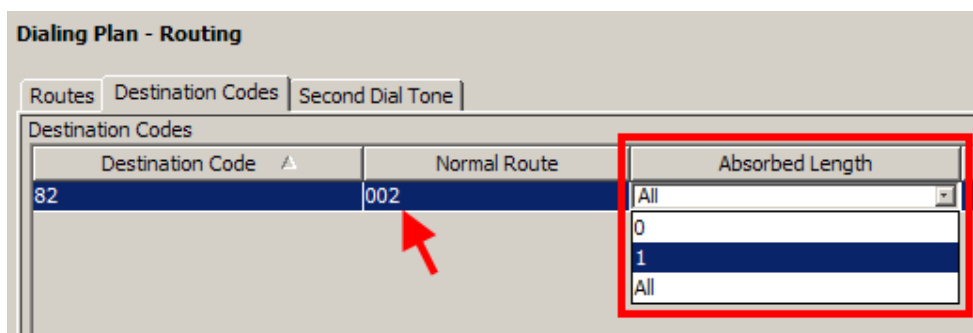 Dialing Plan - Routing
Routes Destination Codes Second Dial Tone
Destination Codes
Destination Code Normal Route Absorbed Length
82 002 All
0
1
All